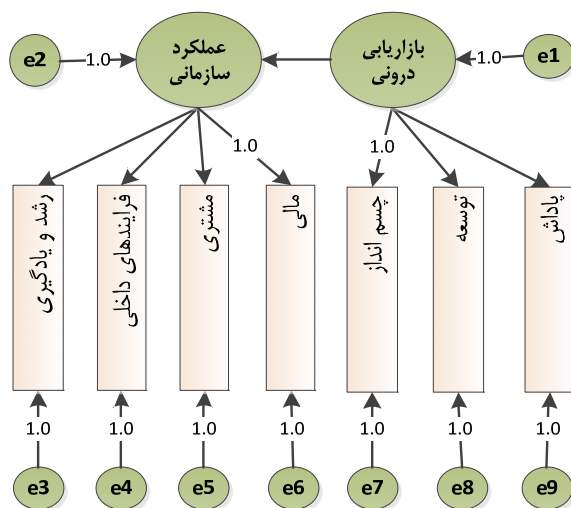 بازاریابی
درونی
عملکرد
سازمانی
e1
1.0
1.0
e2
1.0
1.0
پاداش
توسعه
چسم انداز
مالی
مشتری
فرایندهای داخلی
رشد و یادگیری
1.0
1.0
1.0
1.0
1.0
1.0
1.0
e9
e8
e7
e6
e5
e4
e3